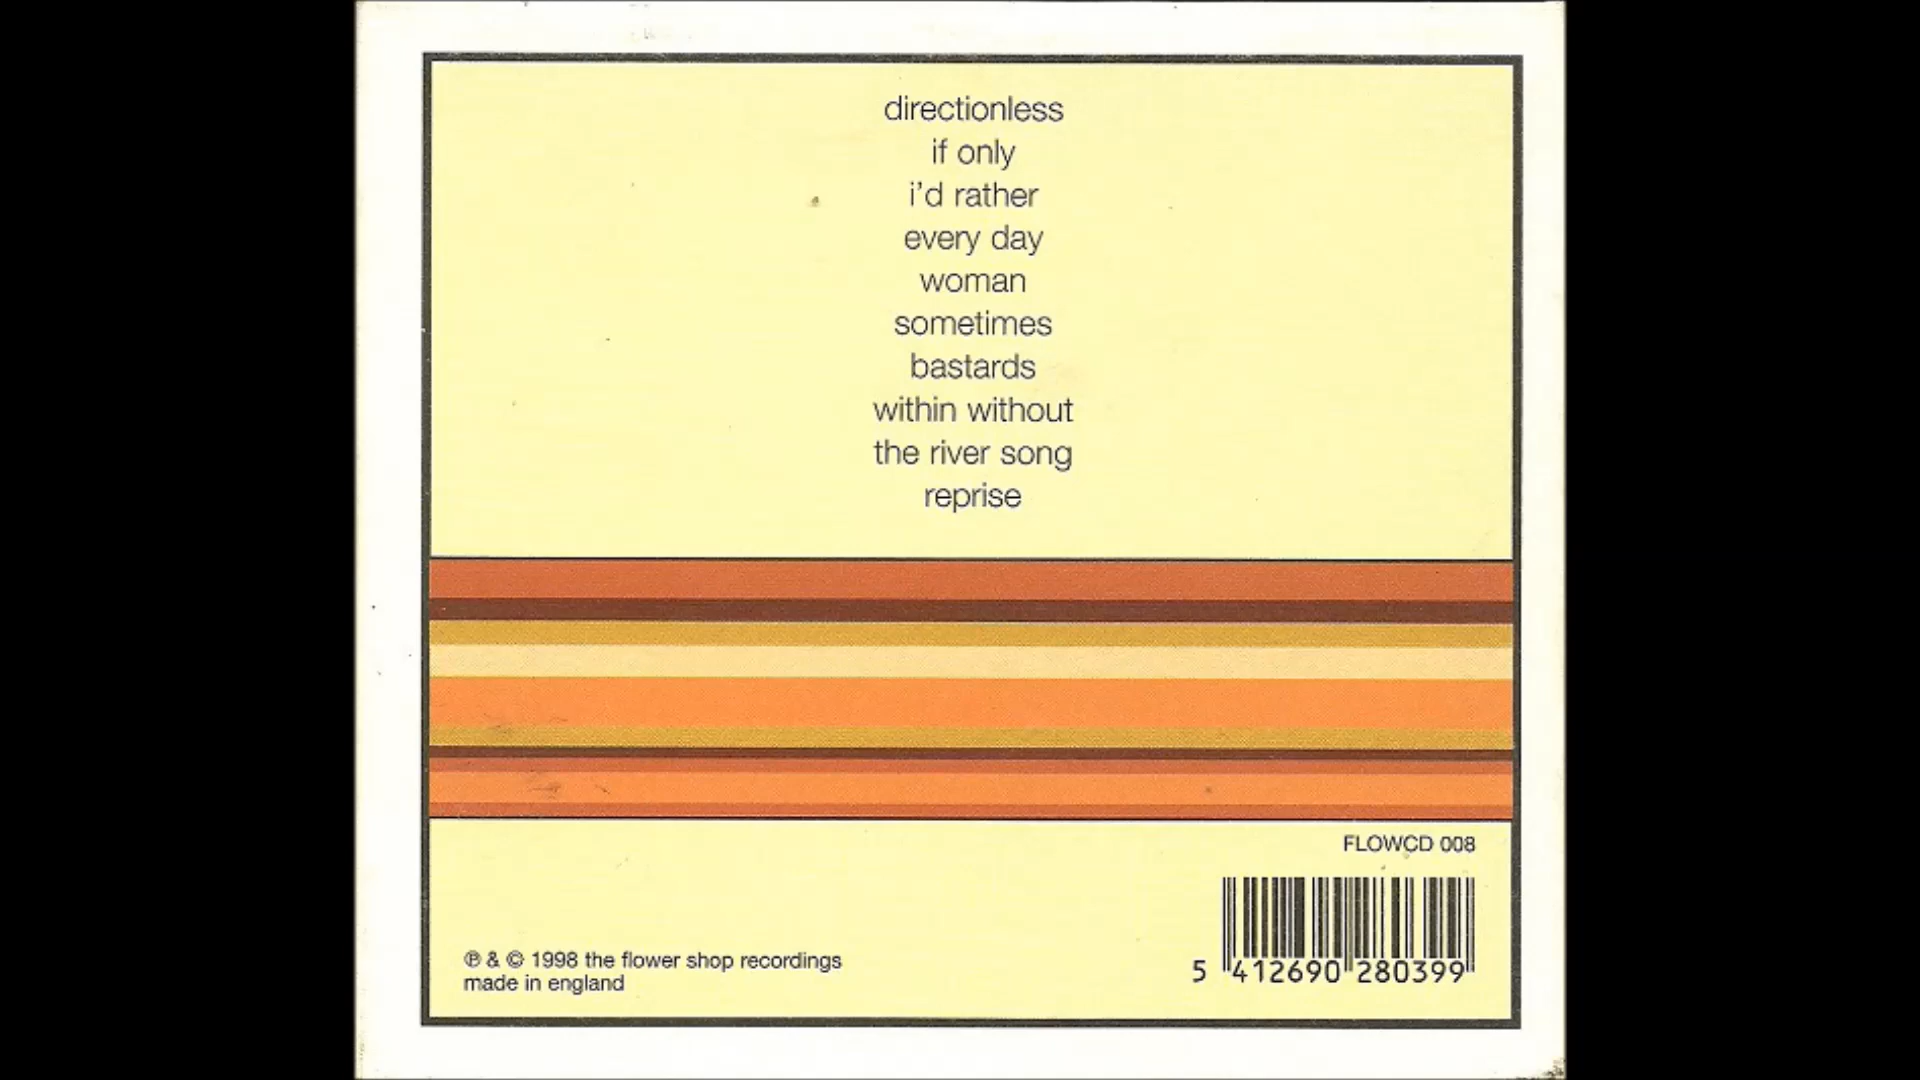 directionless
if only
i'd rather
every day
woman
sometimes
bastards
within without
the river song
reprise
FLOWCD 008
℗ & © 1998 the flower shop recordings
made in england
5 412690 280399